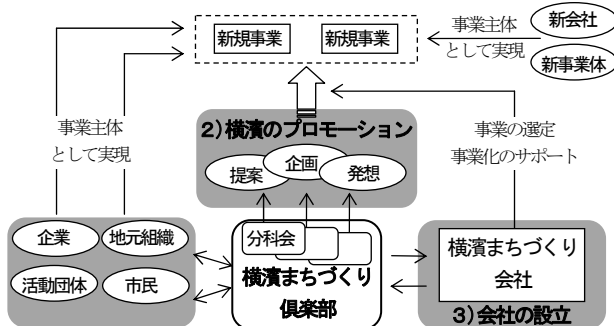 新規事業
新規事業
事業主体
として実現
新会社
新事業体
事業主体
として実現
2)横濱のプロモーション
提案
企画
発想
事業の選定
事業化のサポート
企業
地元組織
活動団体
市民
分科会
横濱まちづくり
倶楽部
横濱まちづくり
会社
3)会社の設立